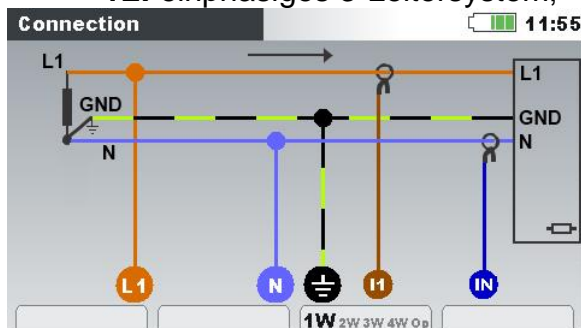 1W: einphasiges 3-Leitersystem;
Connection 11:55
L1 L1
GND GND
N N
L1 N I1 IN
1W 2W 3W 4W Op